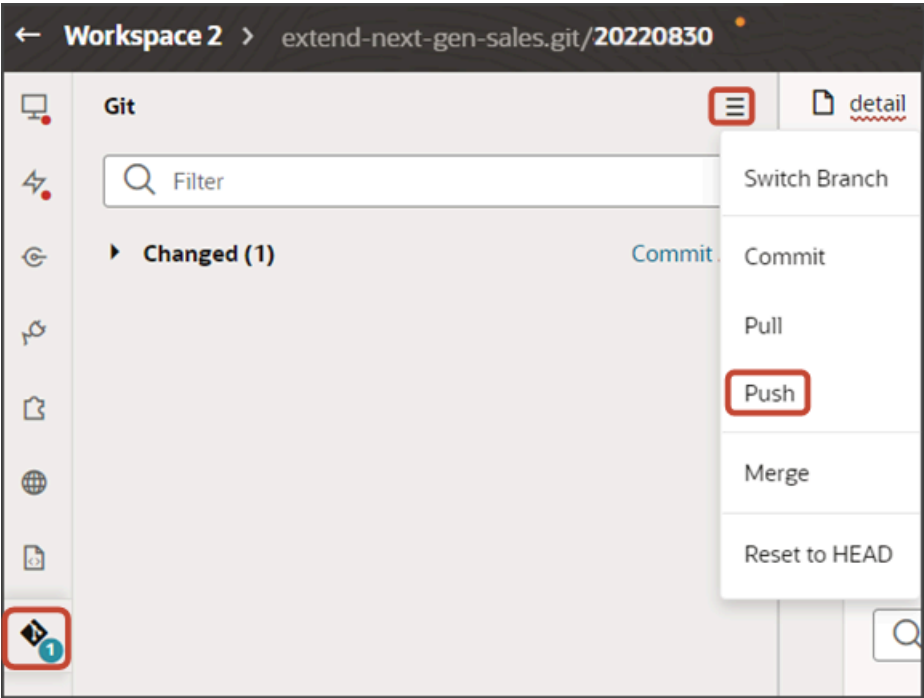 ← Workspace 2 > extend-next-gen-sales.git/20220830
Git
detail
Filter
Changed (1)
Commit
Switch Branch
Commit
Pull
Push
Merge
Reset to HEAD
1